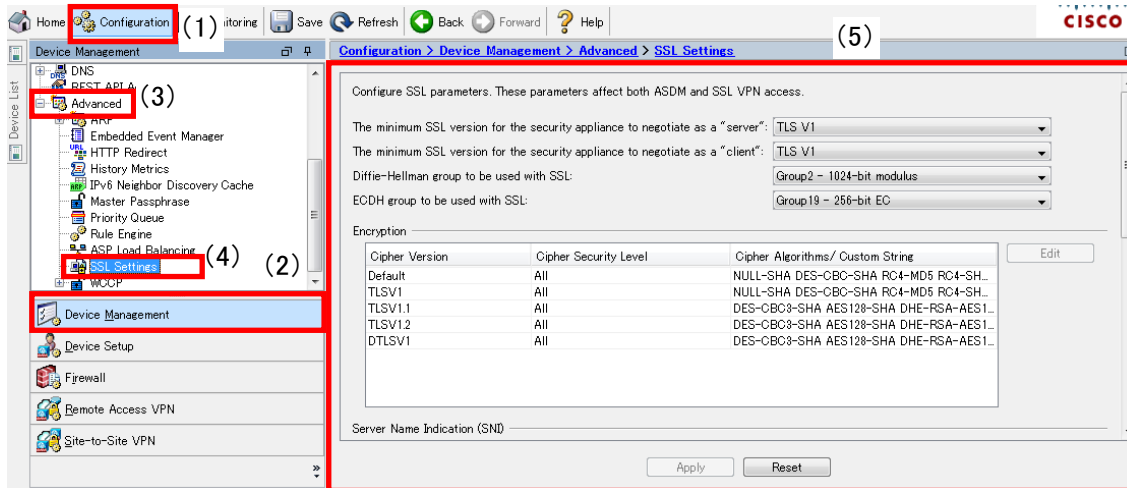 Home Configuration (1) itoring Save Refresh Back Forward ? Help
CISCO
Device List
Device Management
DNS
REST API A
Advanced (3)
ARP
Embedded Event Manager
HTTP Redirect
History Metrics
IPv6 Neighbor Discovery Cache
Master Passphrase
Priority Queue
Rule Engine
ASP Load Balancing
SSL Settings (4)
WCCP
(2)
Device Management
Device Setup
Firewall
Remote Access VPN
Site-to-Site VPN
»
Configuration > Device Management > Advanced > SSL Settings
(5)
Configure SSL parameters. These parameters affect both ASDM and SSL VPN access.
The minimum SSL version for the security appliance to negotiate as a "server": TLS V1
The minimum SSL version for the security appliance to negotiate as a "client": TLS V1
Diffie-Hellman group to be used with SSL: Group2 - 1024-bit modulus
ECDH group to be used with SSL: Group19 - 256-bit EC
Encryption
Cipher Version Cipher Security Level Cipher Algorithms/ Custom String Edit
Default All NULL-SHA DES-CBC-SHA RC4-MD5 RC4-SH...
TLSV1 All NULL-SHA DES-CBC-SHA RC4-MD5 RC4-SH...
TLSV1.1 All DES-CBC3-SHA AES128-SHA DHE-RSA-AES1...
TLSV1.2 All DES-CBC3-SHA AES128-SHA DHE-RSA-AES1...
DTLSV1 All DES-CBC3-SHA AES128-SHA DHE-RSA-AES1...
Server Name Indication (SNI)
Apply Reset